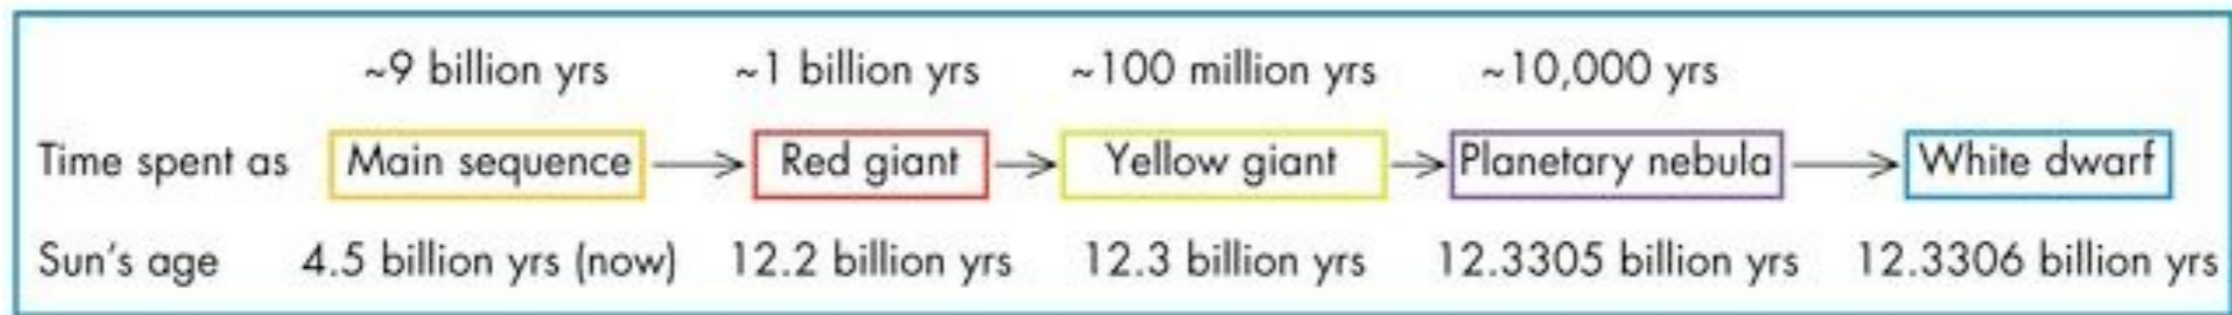 ~9 billion yrs ~1 billion yrs ~100 million yrs ~10,000 yrs
Time spent as Main sequence Red giant Yellow giant Planetary nebula White dwarf
Sun's age 4.5 billion yrs (now) 12.2 billion yrs 12.3 billion yrs 12.3305 billion yrs 12.3306 billion yrs